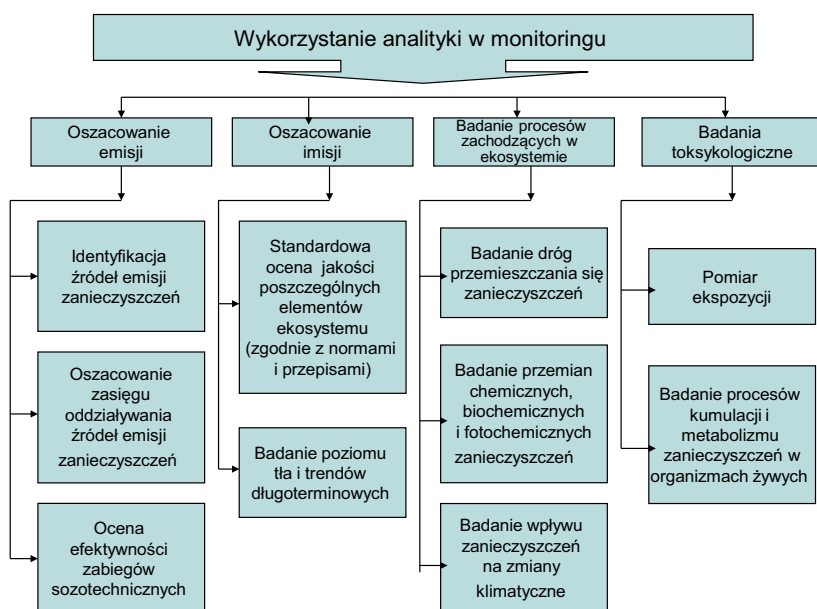 Wykorzystanie analityki w monitoringu
Oszacowanie
emisji
Oszacowanie
imisji
Badanie procesów
zachodzących w
ekosystemie
Badania
toksykologiczne
Identyfikacja
źródeł emisji
zanieczyszczeń
Oszacowanie
zasięgu
oddziaływania
źródeł emisji
zanieczyszczeń
Ocena
efektywności
zabiegów
sozotechnicznych
Standardowa
ocena jakości
poszczególnych
elementów
ekosystemu
(zgodnie z normami
i przepisami)
Badanie poziomu
tła i trendów
długoterminowych
Badanie dróg
przemieszczania się
zanieczyszczeń
Badanie przemian
chemicznych,
biochemicznych
i fotochemicznych
zanieczyszczeń
Badanie wpływu
zanieczyszczeń
na zmiany
klimatyczne
Pomiar
ekspozycji
Badanie procesów
kumulacji i
metabolizmu
zanieczyszczeń w
organizmach żywych